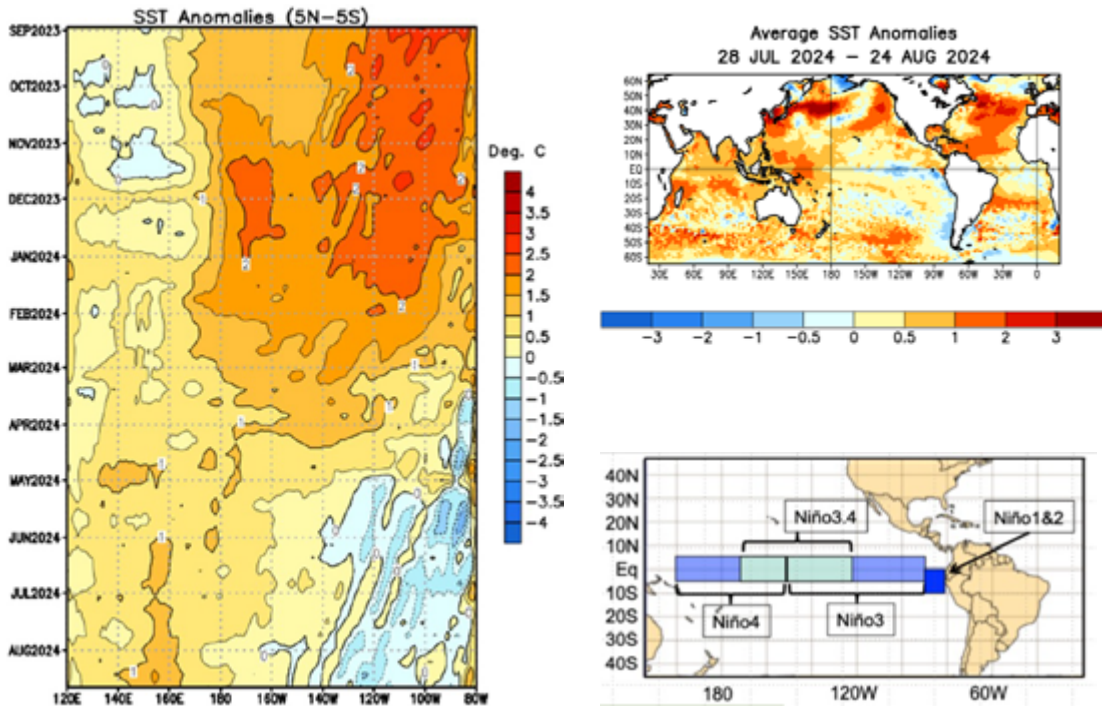 SST Anomalies (5N-5S)
SEP2023
OCT2023
NOV2023
DEC2023
JAN2024
FEB2024
MAR2024
APR2024
MAY2024
JUN2024
JUL2024
AUG2024
120E 140E 160E 180 160W 140W 120W 100W 80W
Deg. C
4
3.5
3
2.5
2
1.5
1
0.5
0
-0.5
-1
-1.5
-2
-2.5
-3
-3.5
-4
Average SST Anomalies
28 JUL 2024 – 24 AUG 2024
60N
50N
40N
30N
20N
10N
EQ
10S
20S
30S
40S
50S
60S
30E 60E 90E 120E 150E 180 150W 120W 90W 60W 30W 0
-3 -2 -1 -0.5 0 0.5 1 2 3
40N
30N
20N
10N
Eq
10S
20S
30S
40S
Niño3.4
Niño1&2
Niño4
Niño3
180 120W 60W